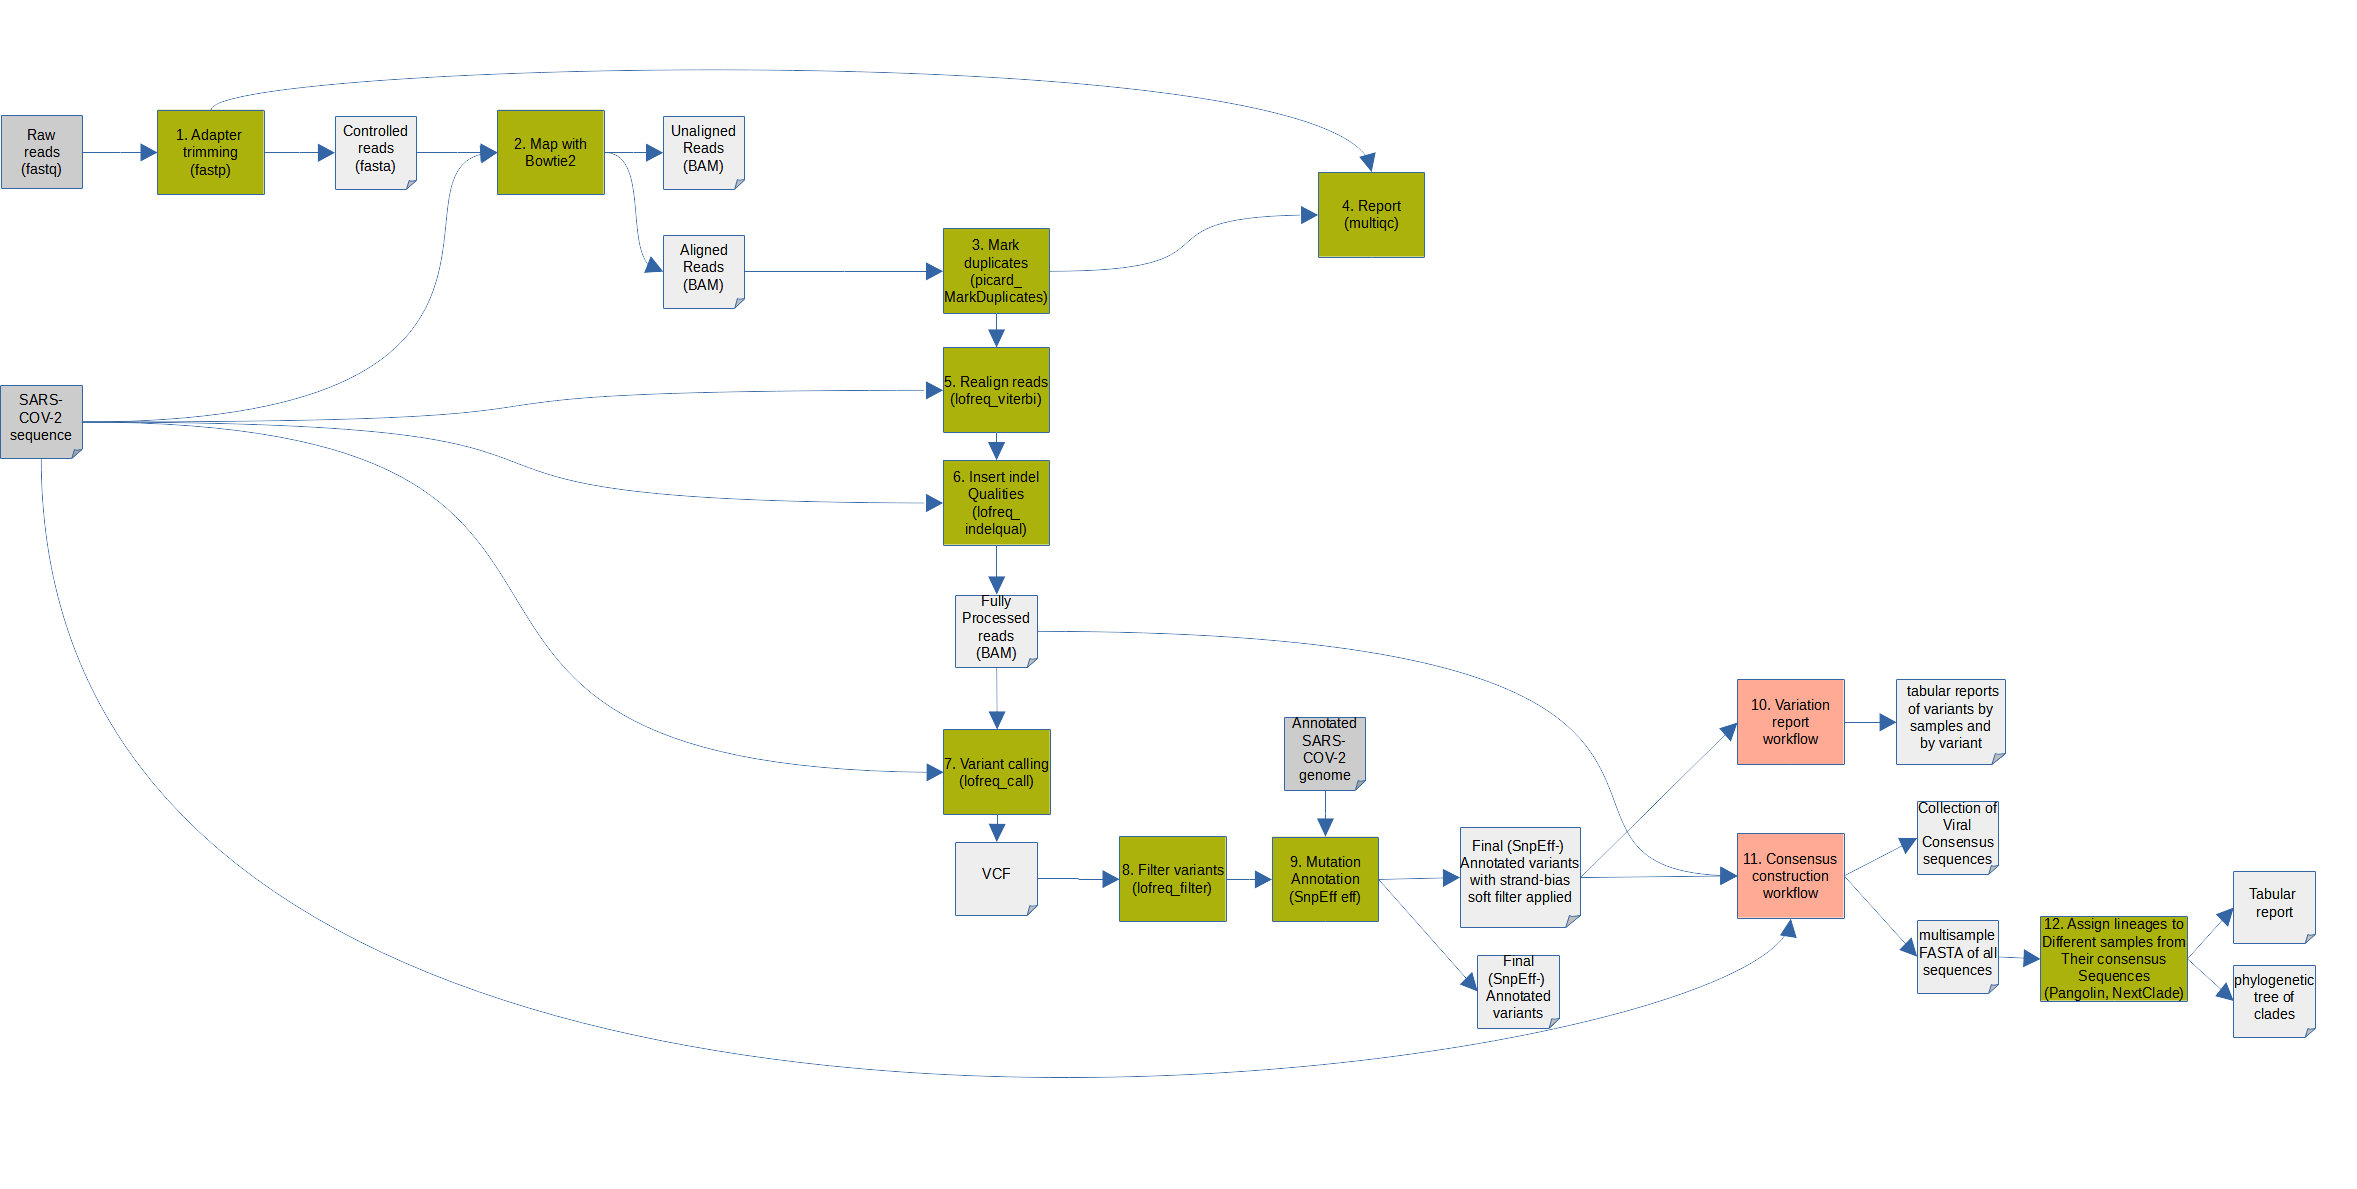 Raw
reads
(fastq)
1. Adapter
trimming
(fastp)
Controlled
reads
(fasta)
2. Map with
Bowtie2
Unaligned
Reads
(BAM)
Aligned
Reads
(BAM)
3. Mark
duplicates
(picard_
MarkDuplicates)
4. Report
(multiqc)
SARS-
COV-2
sequence
5. Realign reads
(lofreq_viterbi)
6. Insert indel
Qualities
(lofreq_
indelqual)
Fully
Processed
reads
(BAM)
7. Variant calling
(lofreq_call)
VCF
8. Filter variants
(lofreq_filter)
Annotated
SARS-
COV-2
genome
9. Mutation
Annotation
(SnpEff eff)
Final (SnpEff-)
Annotated variants
with strand-bias
soft filter applied
Final
(SnpEff-)
Annotated
variants
10. Variation
report
workflow
tabular reports
of variants by
samples and
by variant
11. Consensus
construction
workflow
Collection of
Viral
Consensus
sequences
multisample
FASTA of all
sequences
12. Assign lineages to
Different samples from
Their consensus
Sequences
(Pangolin, NextClade)
Tabular
report
phylogenetic
tree of
clades